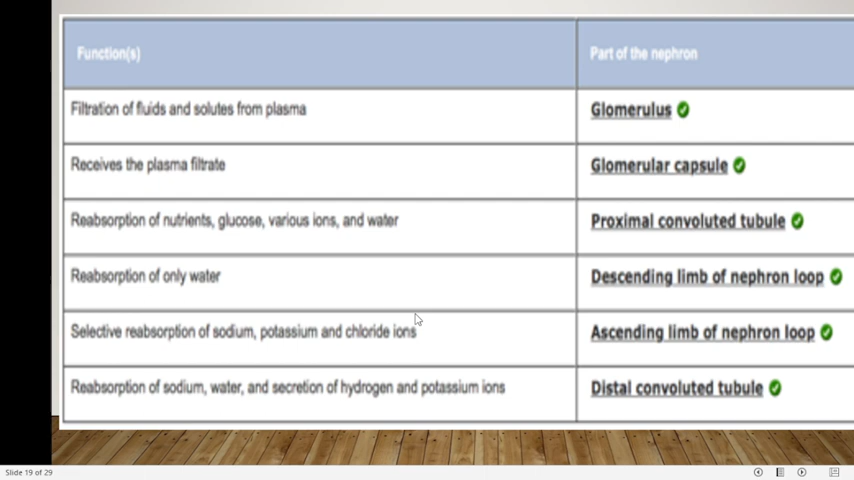 Function(s) Part of the nephron
Filtration of fluids and solutes from plasma Glomerulus
Receives the plasma filtrate Glomerular capsule
Reabsorption of nutrients, glucose, various ions, and water Proximal convoluted tubule
Reabsorption of only water Descending limb of nephron loop
Selective reabsorption of sodium, potassium and chloride ions Ascending limb of nephron loop
Reabsorption of sodium, water, and secretion of hydrogen and potassium ions Distal convoluted tubule
Slide 19 of 29